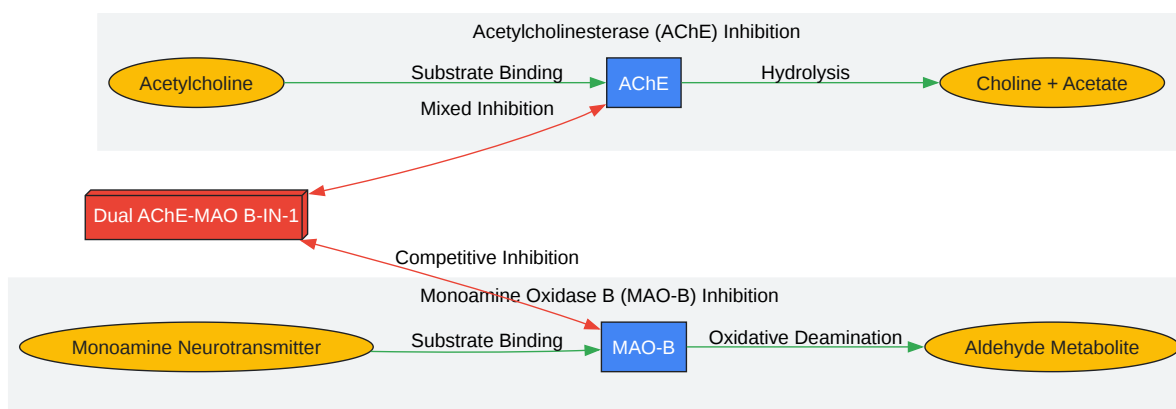 Acetylcholinesterase (AChE) Inhibition
Acetylcholine
Substrate Binding
AChE
Hydrolysis
Choline + Acetate
Mixed Inhibition
Dual AChE-MAO B-IN-1
Competitive Inhibition
Monoamine Oxidase B (MAO-B) Inhibition
Monoamine Neurotransmitter
Substrate Binding
MAO-B
Oxidative Deamination
Aldehyde Metabolite